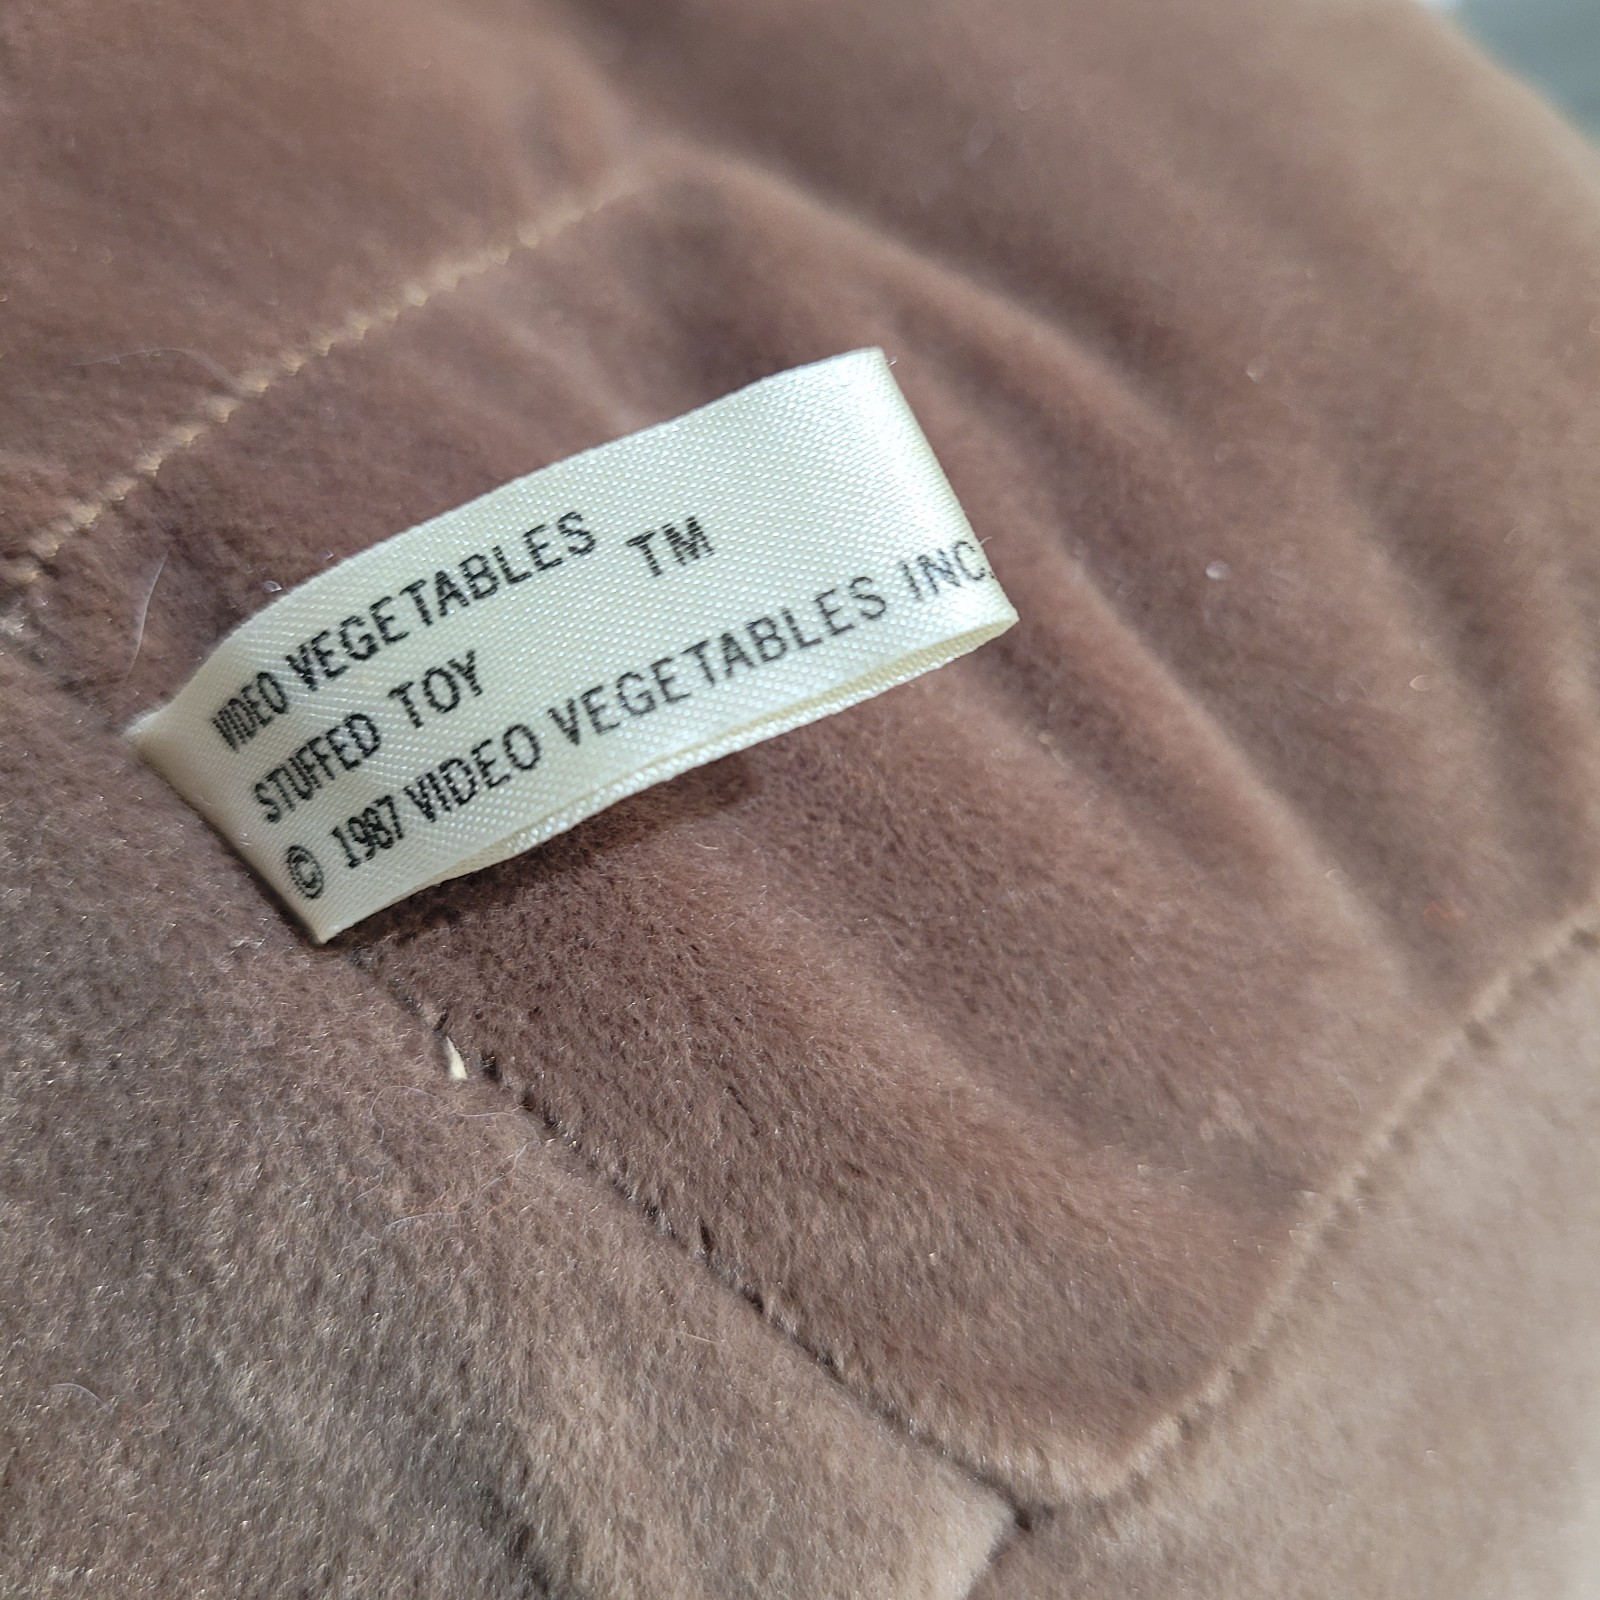 VIDEO VEGETABLES TM
STUFFED TOY
© 1987 VIDEO VEGETABLES INC.